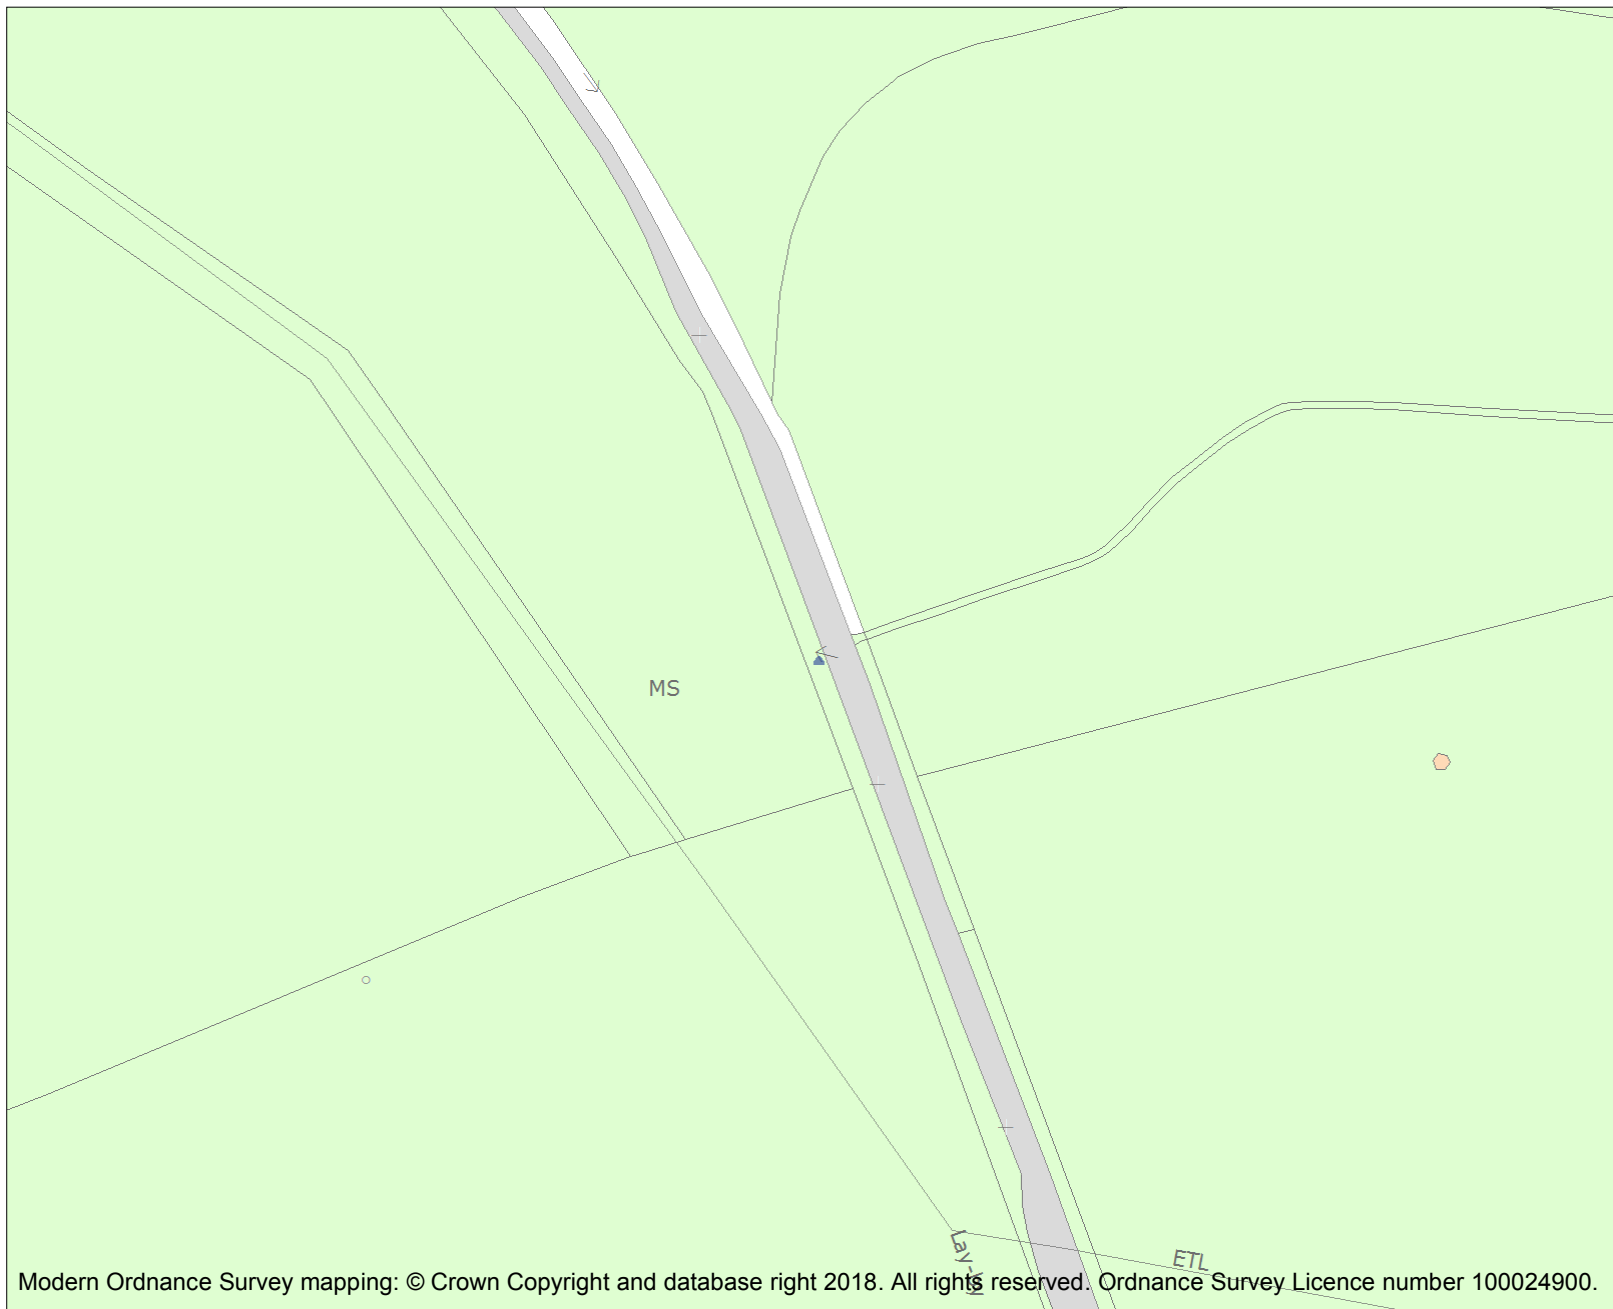 MS
Lay-by
ETL
Modern Ordnance Survey mapping: © Crown Copyright and database right 2018. All rights reserved. Ordnance Survey Licence number 100024900.